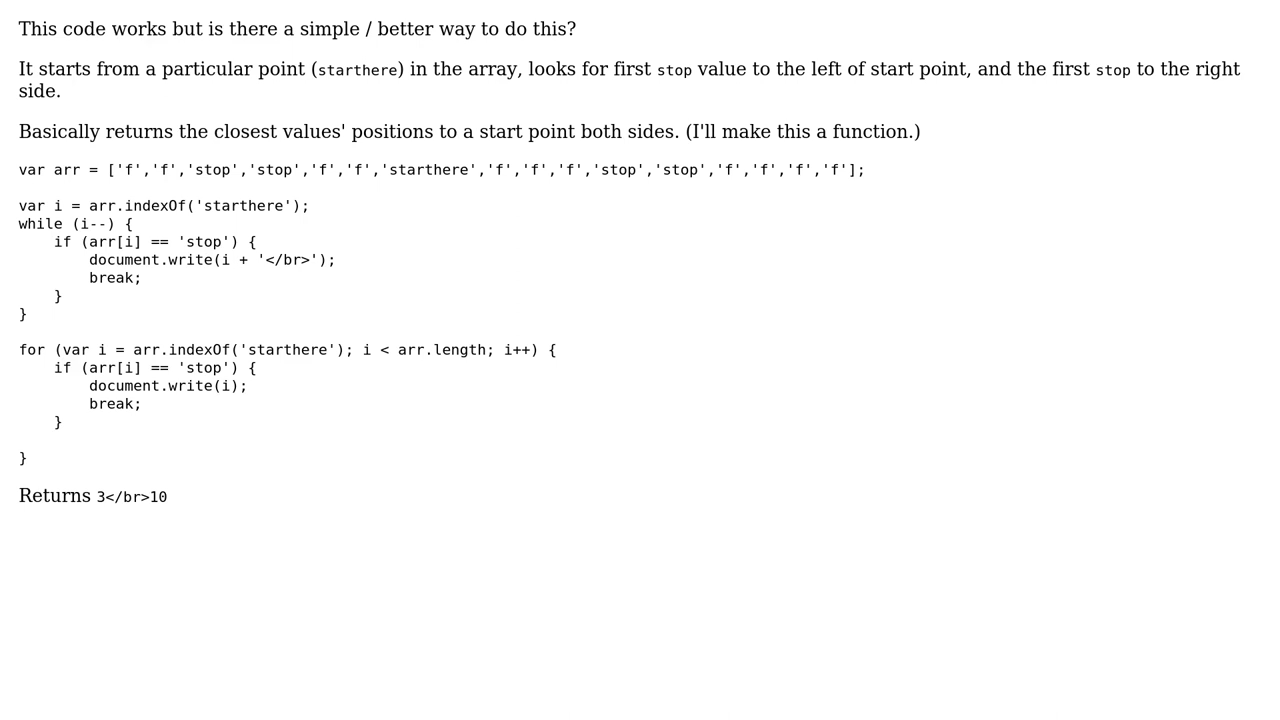 This code works but is there a simple / better way to do this?
It starts from a particular point (starthere) in the array, looks for first stop value to the left of start point, and the first stop to the right
side.
Basically returns the closest values' positions to a start point both sides. (I'll make this a function.)
var arr = ['f','f','stop','stop','f','f','starthere','f','f','f','stop','stop','f','f','f','f'];
var i = arr.indexOf('starthere');
while (i--) {
    if (arr[i] == 'stop') {
        document.write(i + '</br>');
        break;
    }
}
for (var i = arr.indexOf('starthere'); i < arr.length; i++) {
    if (arr[i] == 'stop') {
        document.write(i);
        break;
    }
}
Returns 3</br>10